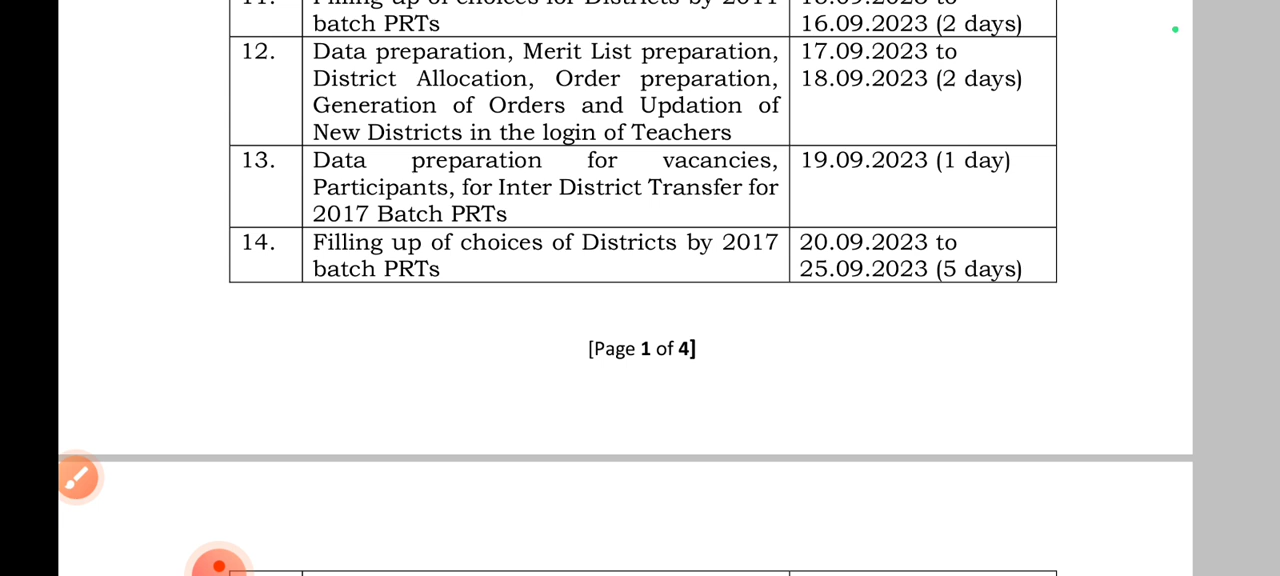 batch PRTs
16.09.2023 (2 days)
12.
Data preparation, Merit List preparation,
District Allocation, Order preparation,
Generation of Orders and Updation of
New Districts in the login of Teachers
17.09.2023 to
18.09.2023 (2 days)
13.
Data preparation for vacancies,
Participants, for Inter District Transfer for
2017 Batch PRTs
19.09.2023 (1 day)
14.
Filling up of choices of Districts by 2017
batch PRTs
20.09.2023 to
25.09.2023 (5 days)
[Page 1 of 4]